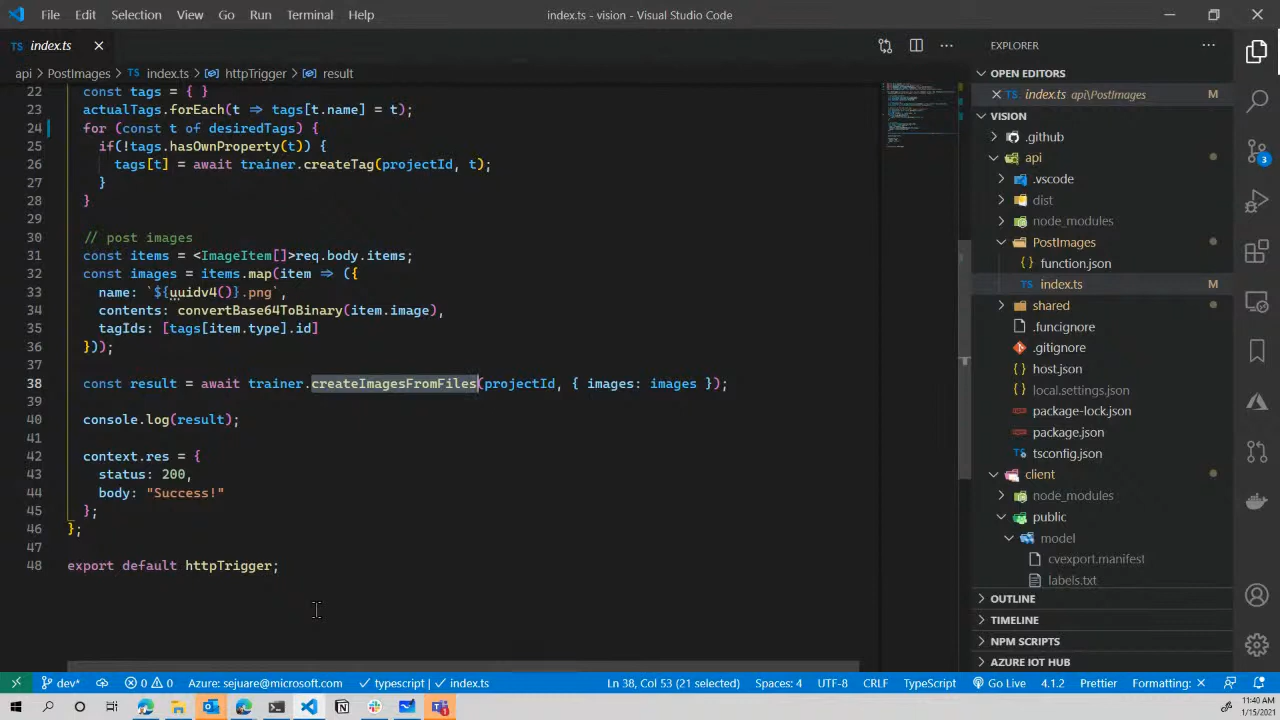 File Edit Selection View Go Run Terminal Help
index.ts - vision - Visual Studio Code
TS index.ts
api > PostImages > TS index.ts > httpTrigger > result
22 const tags = { }
23 actualTags.forEach(t => tags[t.name] = t);
24 for (const t of desiredTags) {
25 if(!tags.hasOwnProperty(t)) {
26 tags[t] = await trainer.createTag(projectId, t);
27 }
28 }
29
30 // post images
31 const items = <ImageItem[]>req.body.items;
32 const images = items.map(item => ({
33 name: `${uuidv4()}.png`,
34 contents: convertBase64ToBinary(item.image),
35 tagIds: [tags[item.type].id]
36 }));
37
38 const result = await trainer.createImagesFromFiles(projectId, { images: images });
39
40 console.log(result);
41
42 context.res = {
43 status: 200,
44 body: "Success!"
45 };
46 };
47
48 export default httpTrigger;
EXPLORER
OPEN EDITORS
TS index.ts api\PostImages M
VISION
.github
api
.vscode
dist
node_modules
PostImages
{} function.json
TS index.ts M
shared
.funcignore
.gitignore
host.json
local.settings.json
package-lock.json
package.json
tsconfig.json
client
node_modules
public
model
cvexport.manifest
labels.txt
OUTLINE
TIMELINE
NPM SCRIPTS
AZURE IOT HUB
3
dev* 0 0 Azure: sejuare@microsoft.com typescript | index.ts Ln 38, Col 53 (21 selected) Spaces: 4 UTF-8 CRLF TypeScript Go Live 4.1.2 Prettier Formatting: ×
11:40 AM
1/15/2021